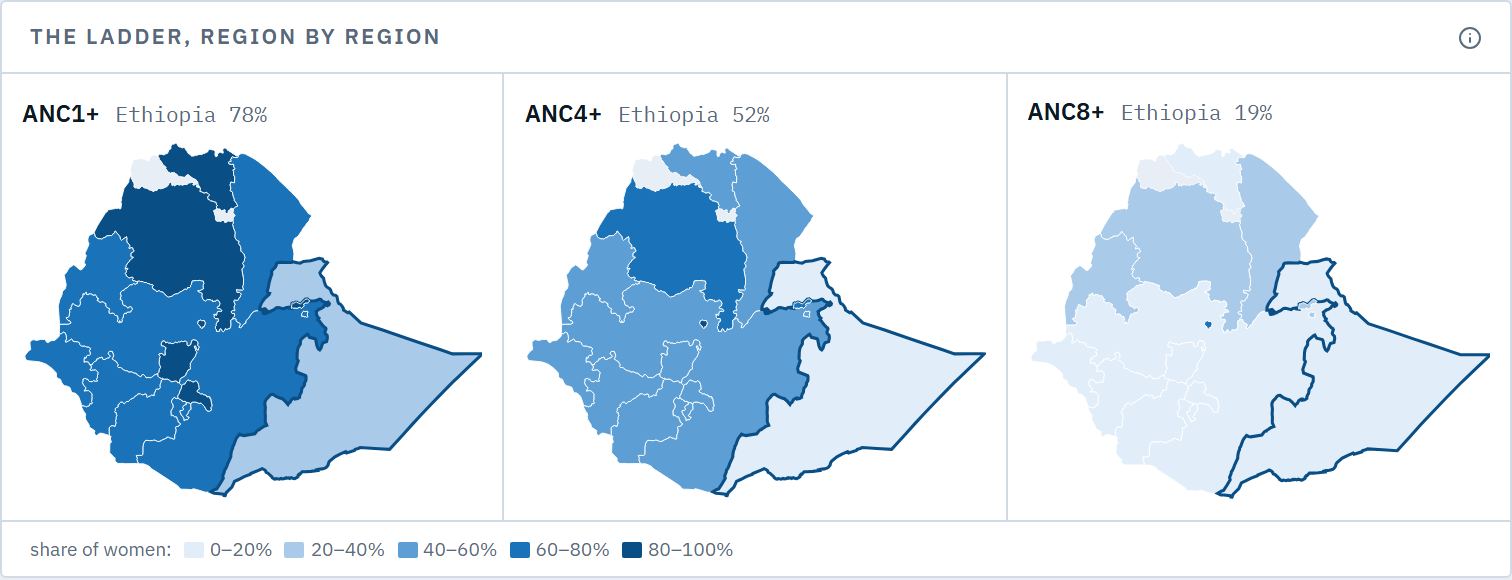 THE LADDER, REGION BY REGION
ANC1+ Ethiopia 78%
ANC4+ Ethiopia 52%
ANC8+ Ethiopia 19%
share of women: 0–20% 20–40% 40–60% 60–80% 80–100%